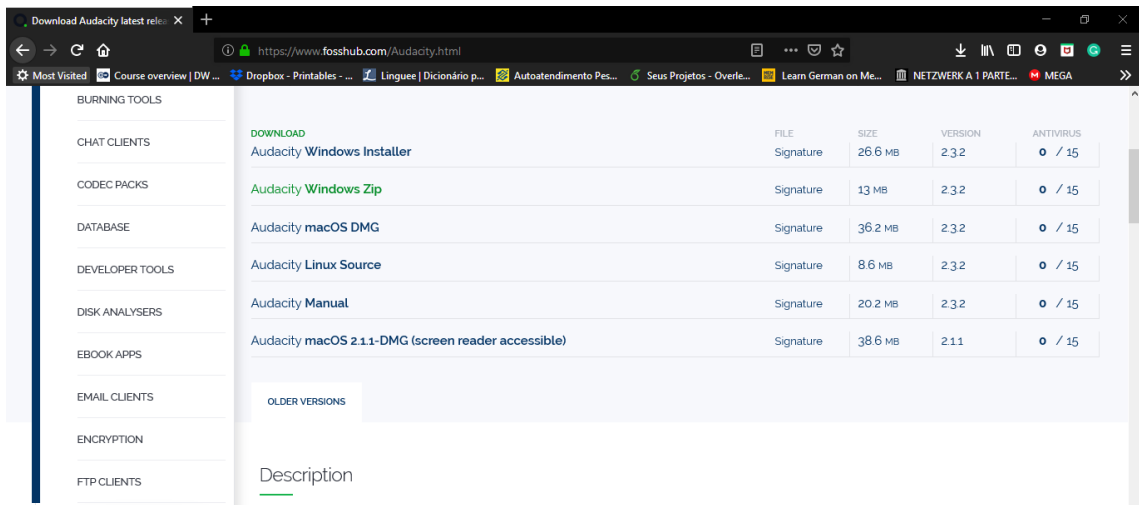 Download Audacity latest relea
https://www.fosshub.com/Audacity.html
Most Visited Course overview | DW ... Dropbox - Printables - ... Linguee | Dicionário p... Autoatendimento Pes... Seus Projetos - Overle... Learn German on Me... NETZWERK A 1 PARTE... MEGA
BURNING TOOLS
CHAT CLIENTS
CODEC PACKS
DATABASE
DEVELOPER TOOLS
DISK ANALYSERS
EBOOK APPS
EMAIL CLIENTS
ENCRYPTION
FTP CLIENTS
DOWNLOAD FILE SIZE VERSION ANTIVIRUS
Audacity Windows Installer Signature 26.6 MB 2.3.2 0 / 15
Audacity Windows Zip Signature 13 MB 2.3.2 0 / 15
Audacity macOS DMG Signature 36.2 MB 2.3.2 0 / 15
Audacity Linux Source Signature 8.6 MB 2.3.2 0 / 15
Audacity Manual Signature 20.2 MB 2.3.2 0 / 15
Audacity macOS 2.1.1-DMG (screen reader accessible) Signature 38.6 MB 2.1.1 0 / 15
OLDER VERSIONS
Description